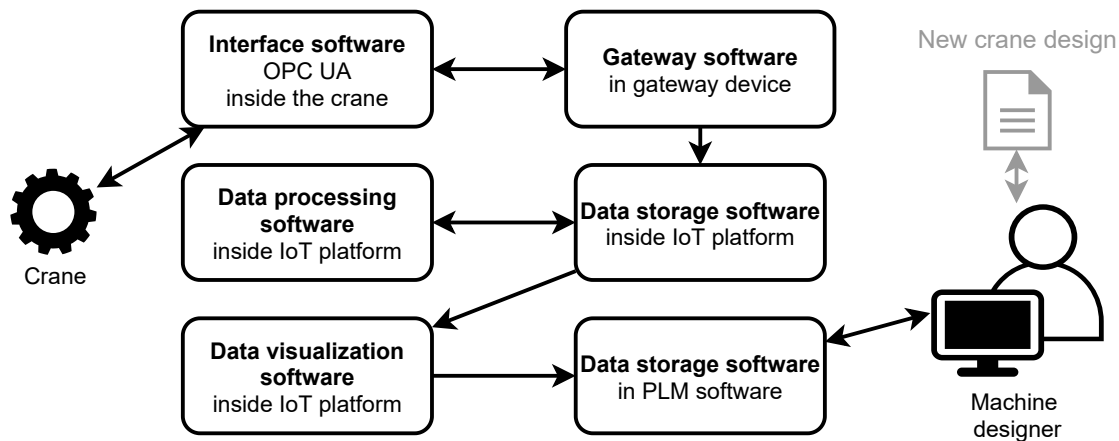 Interface software
OPC UA
inside the crane
Gateway software
in gateway device
New crane design
Data processing
software
inside IoT platform
Data storage software
inside IoT platform
Crane
Data visualization
software
inside IoT platform
Data storage software
in PLM software
Machine
designer